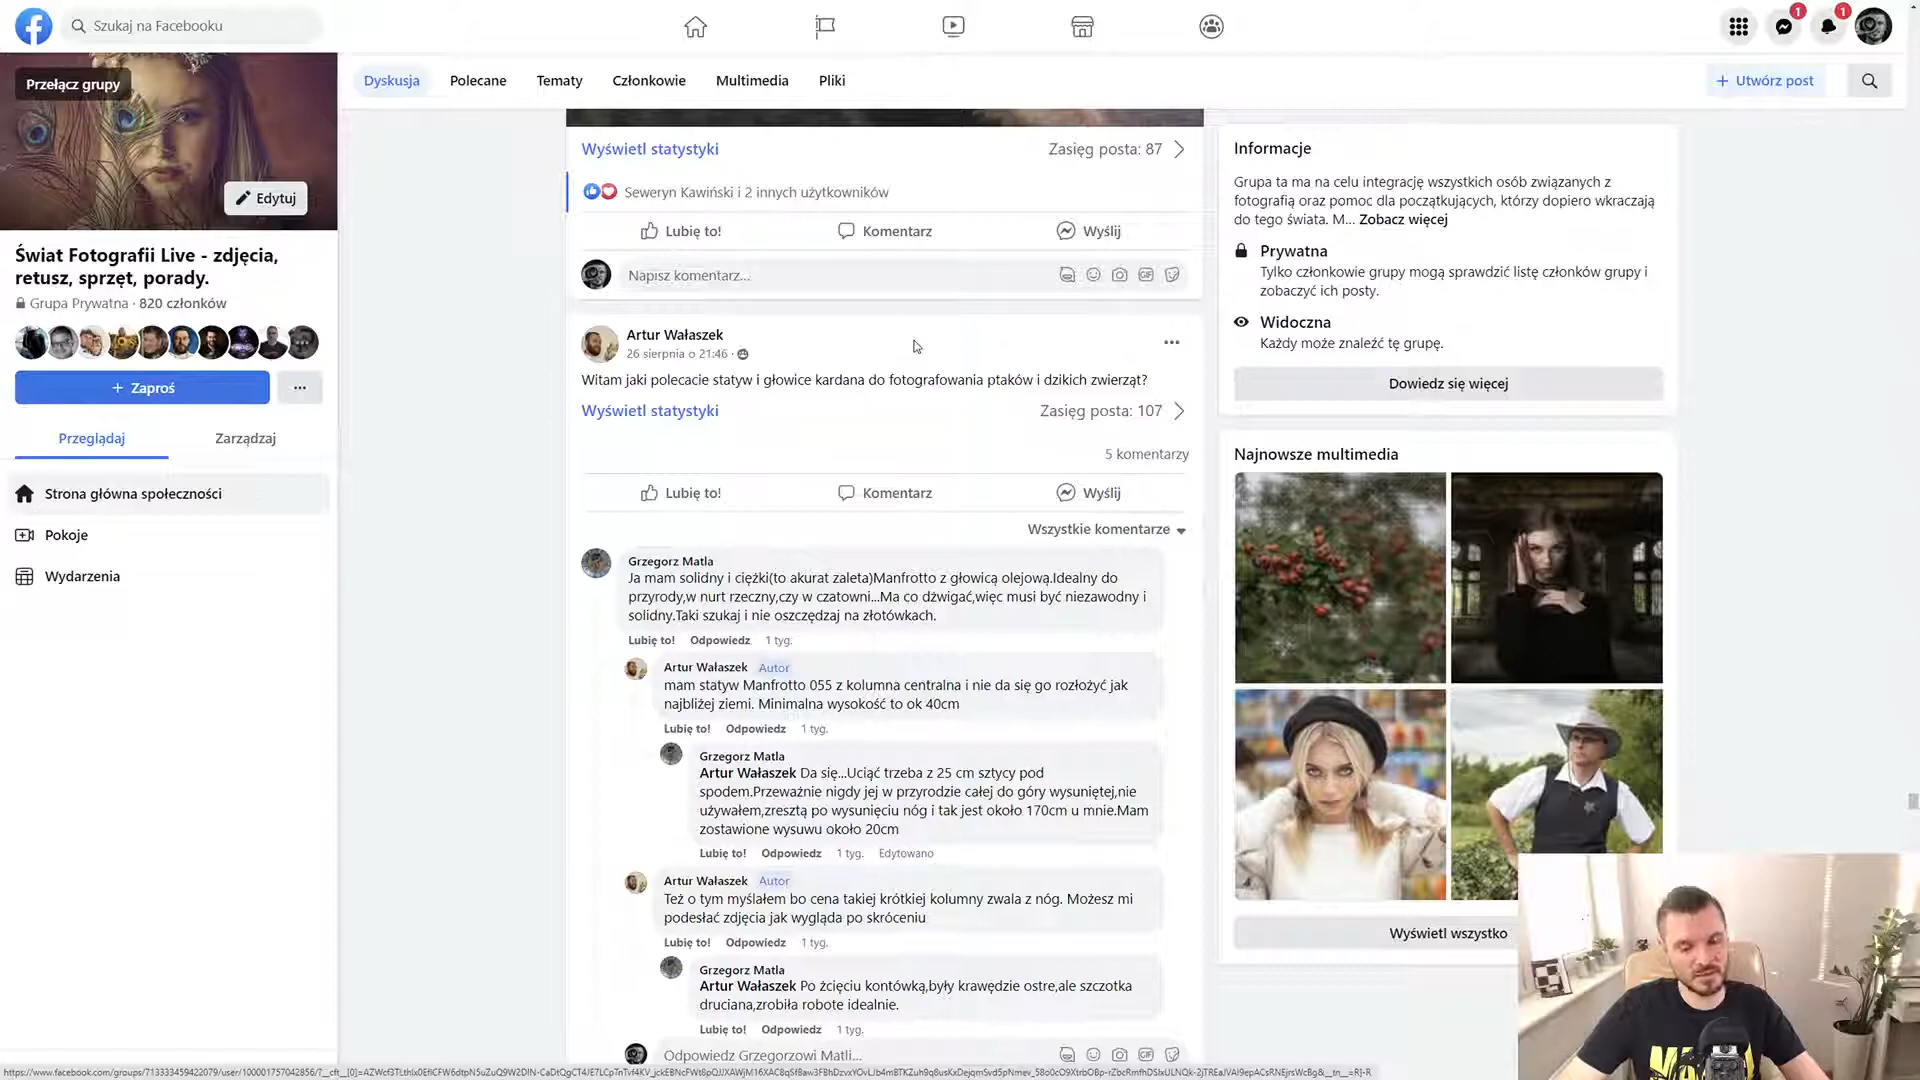 Szukaj na Facebooku
1
1
Przełącz grupy
Edytuj
Świat Fotografii Live - zdjęcia,
retusz, sprzęt, porady.
Grupa Prywatna · 820 członków
+ Zaproś
Przeglądaj
Zarządzaj
Strona główna społeczności
Pokoje
Wydarzenia
Dyskusja
Polecane
Tematy
Członkowie
Multimedia
Pliki
+ Utwórz post
Wyświetl statystyki
Zasięg posta: 87
Seweryn Kawiński i 2 innych użytkowników
Lubię to!
Komentarz
Wyślij
Napisz komentarz...
GIF
Artur Wałaszek
26 sierpnia o 21:46 ·
Witam jaki polecacie statyw i głowice kardana do fotografowania ptaków i dzikich zwierząt?
Wyświetl statystyki
Zasięg posta: 107
5 komentarzy
Lubię to!
Komentarz
Wyślij
Wszystkie komentarze
Grzegorz Matla
Ja mam solidny i ciężki(to akurat zaleta)Manfrotto z głowicą olejową.Idealny do
przyrody,w nurt rzeczny,czy w czatowni...Ma co dźwigać,więc musi być niezawodny i
solidny.Taki szukaj i nie oszczędzaj na złotówkach.
Lubię to! Odpowiedz 1 tyg.
Artur Wałaszek Autor
mam statyw Manfrotto 055 z kolumna centralna i nie da się go rozłożyć jak
najbliżej ziemi. Minimalna wysokość to ok 40cm
Lubię to! Odpowiedz 1 tyg.
Grzegorz Matla
Artur Wałaszek Da się...Uciąć trzeba z 25 cm sztycy pod
spodem.Przeważnie nigdy jej w przyrodzie całej do góry wysuniętej,nie
używałem,zresztą po wysunięciu nóg i tak jest około 170cm u mnie.Mam
zostawione wysuwu około 20cm
Lubię to! Odpowiedz 1 tyg. Edytowano
Artur Wałaszek Autor
Też o tym myślałem bo cena takiej krótkiej kolumny zwala z nóg. Możesz mi
podesłać zdjęcia jak wygląda po skróceniu
Lubię to! Odpowiedz 1 tyg.
Grzegorz Matla
Artur Wałaszek Po żcięciu kontówką,były krawędzie ostre,ale szczotka
druciana,zrobiła robote idealnie.
Lubię to! Odpowiedz 1 tyg.
Odpowiedz Grzegorzowi Matli...
GIF
Informacje
Grupa ta ma na celu integrację wszystkich osób związanych z
fotografią oraz pomoc dla początkujących, którzy dopiero wkraczają
do tego świata. M... Zobacz więcej
Prywatna
Tylko członkowie grupy mogą sprawdzić listę członków grupy i
zobaczyć ich posty.
Widoczna
Każdy może znaleźć tę grupę.
Dowiedz się więcej
Najnowsze multimedia
Wyświetl wszystko